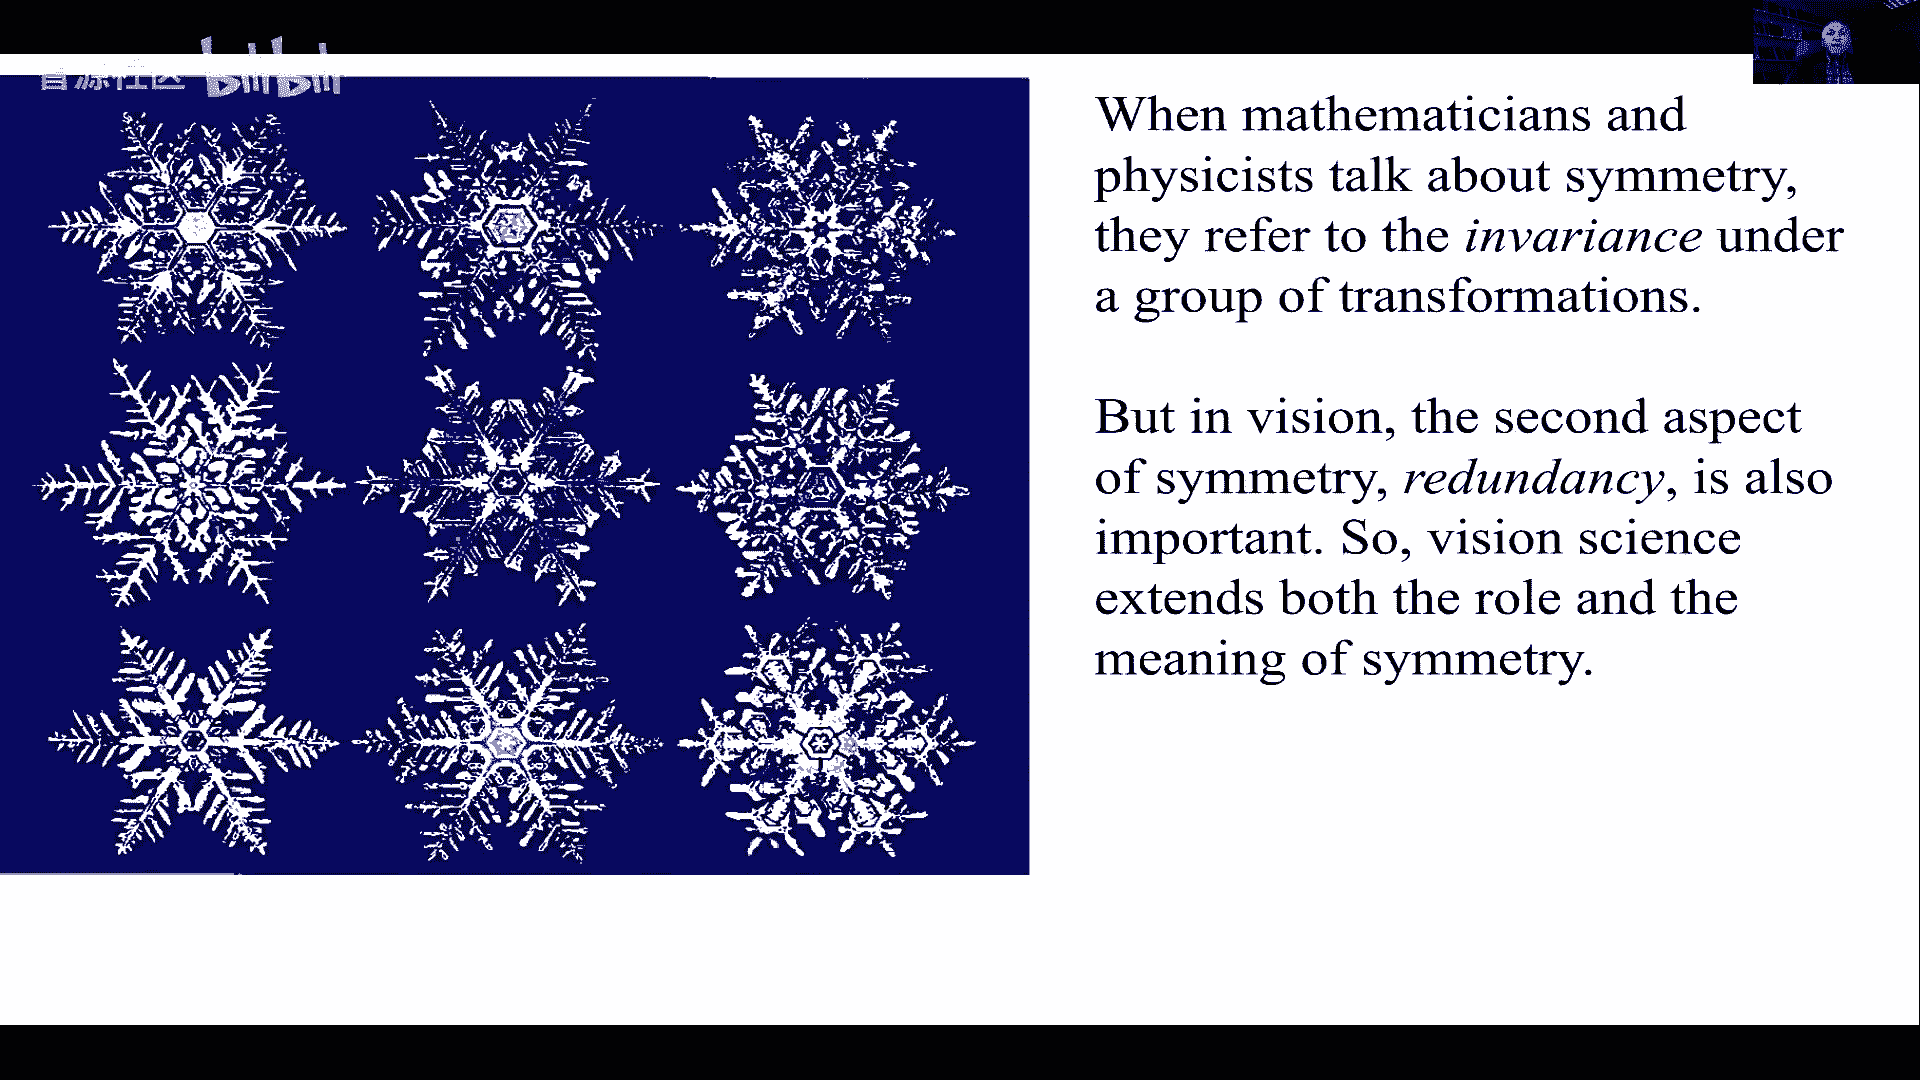 智源社区 bilibili
When mathematicians and
physicists talk about symmetry,
they refer to the invariance under
a group of transformations.
But in vision, the second aspect
of symmetry, redundancy, is also
important. So, vision science
extends both the role and the
meaning of symmetry.